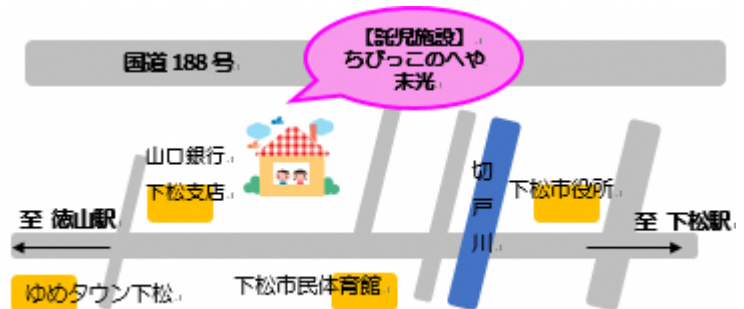 【託児施設】
ちびっこのへや
末光
国道188号
山口銀行
下松支店
切戸川
下松市役所
至 徳山駅
至 下松駅
ゆめタウン下松
下松市民体育館